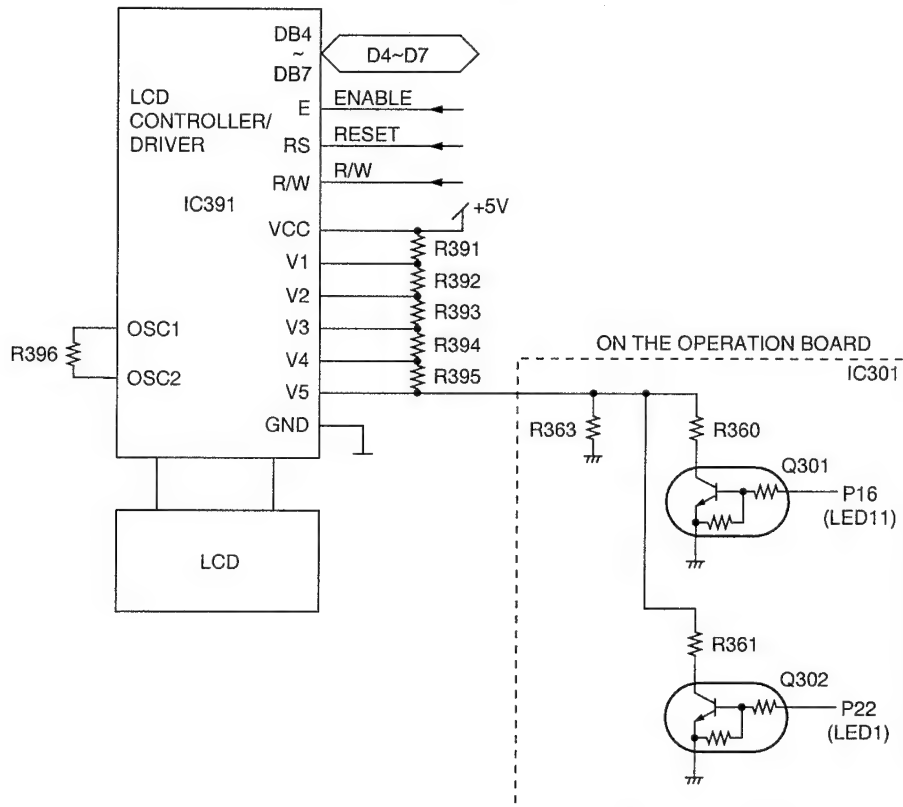 DB4
~
DB7
D4~D7
LCD
CONTROLLER/
DRIVER
E
ENABLE
RS
RESET
R/W
R/W
IC391
VCC
+5V
R391
V1
R392
V2
R393
V3
R394
V4
R395
V5
GND
OSC1
R396
OSC2
LCD
ON THE OPERATION BOARD
IC301
R363
R360
Q301
P16
(LED11)
R361
Q302
P22
(LED1)